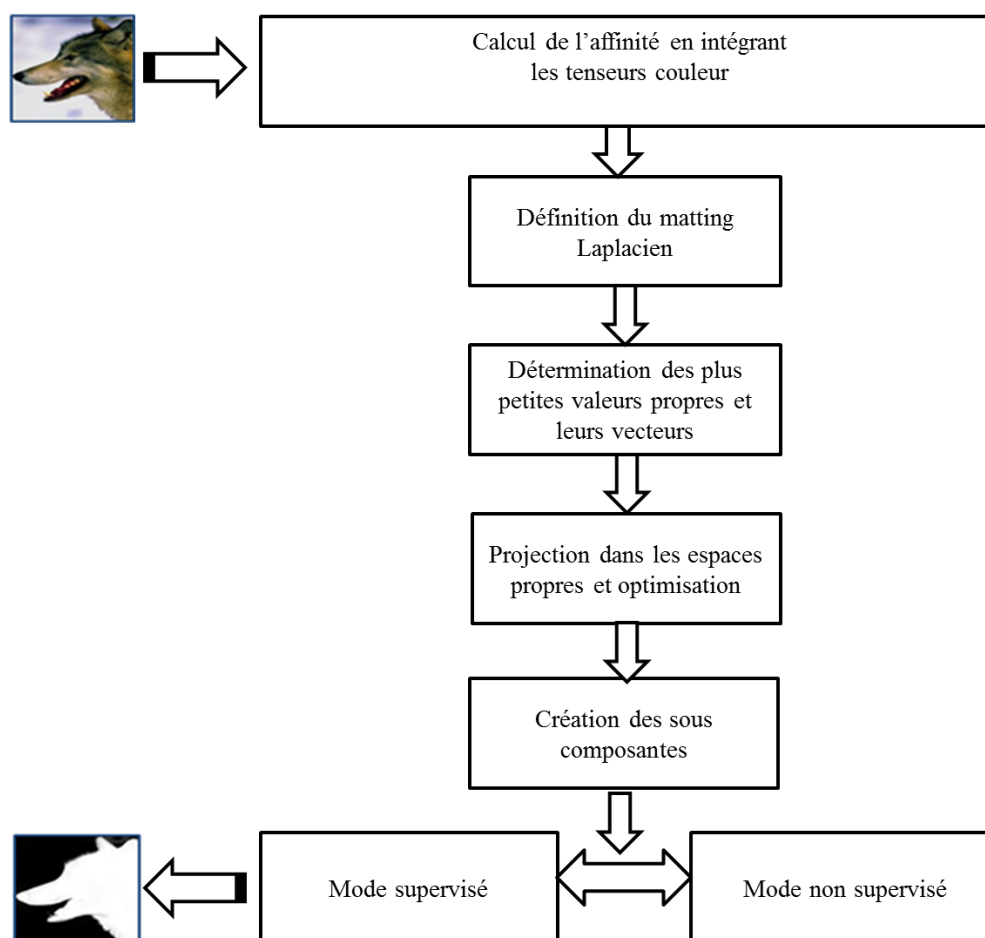 Calcul de l’affinité en intégrant
les tenseurs couleur
Définition du matting
Laplacien
Détermination des plus
petites valeurs propres et
leurs vecteurs
Projection dans les espaces
propres et optimisation
Création des sous
composantes
Mode supervisé
Mode non supervisé